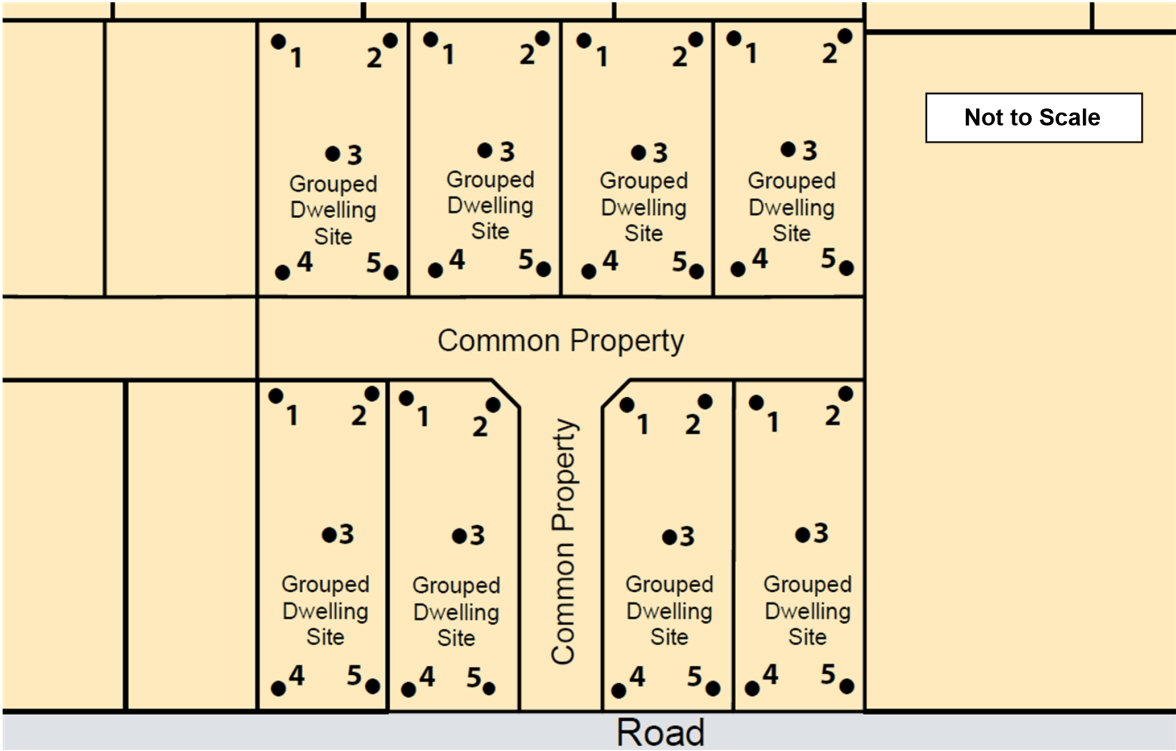 1 2 1 2 1 2 1 2
Not to Scale
3 3 3 3
Grouped
Dwelling
Site
Grouped
Dwelling
Site
Grouped
Dwelling
Site
Grouped
Dwelling
Site
4 5 4 5 4 5 4 5
Common Property
1 2 1 2 1 2 1 2
Common Property
3 3 3 3
Grouped
Dwelling
Site
Grouped
Dwelling
Site
Grouped
Dwelling
Site
Grouped
Dwelling
Site
4 5 4 5 4 5 4 5
Road